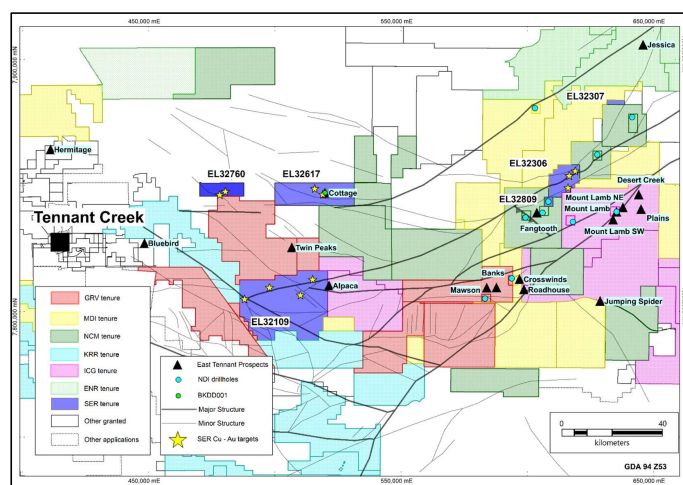 450,000 mE
550,000 mE
650,000 mE
7,900,000 mN
Jessica
EL32307
Hermitage
EL32760
EL32617
Cottage
EL32306
Desert Creek
EL32809
Mount Lamb NE
Mount Lamb
Plains
Fangtooth
Mount Lamb SW
Tennant Creek
Bluebird
Twin Peaks
Banks
Crosswinds
Alpaca
Mawson
Roadhouse
Jumping Spider
EL32109
7,800,000 mN
GRV tenure
MDI tenure
NCM tenure
KRR tenure
ICG tenure
ENR tenure
SER tenure
Other granted
Other applications
East Tennant Prospects
NDI drillholes
BKDD001
Major Structure
Minor Structure
SER Cu - Au targets
0
40
kilometers
GDA 94 Z53
450,000 mE
550,000 mE
650,000 mE